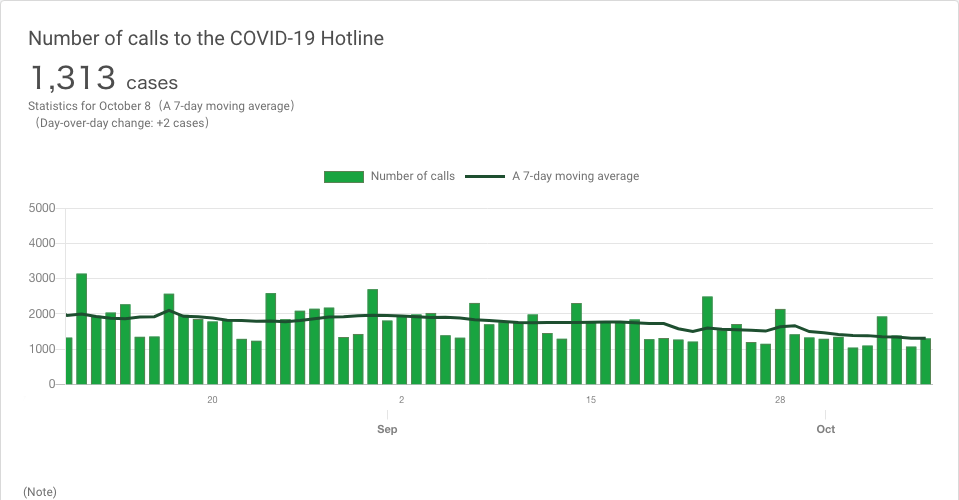 Number of calls to the COVID-19 Hotline
1,313 cases
Statistics for October 8（A 7-day moving average）
（Day-over-day change: +2 cases）
Number of calls A 7-day moving average
5000
4000
3000
2000
1000
0
20 2 15 28
Sep Oct
(Note)